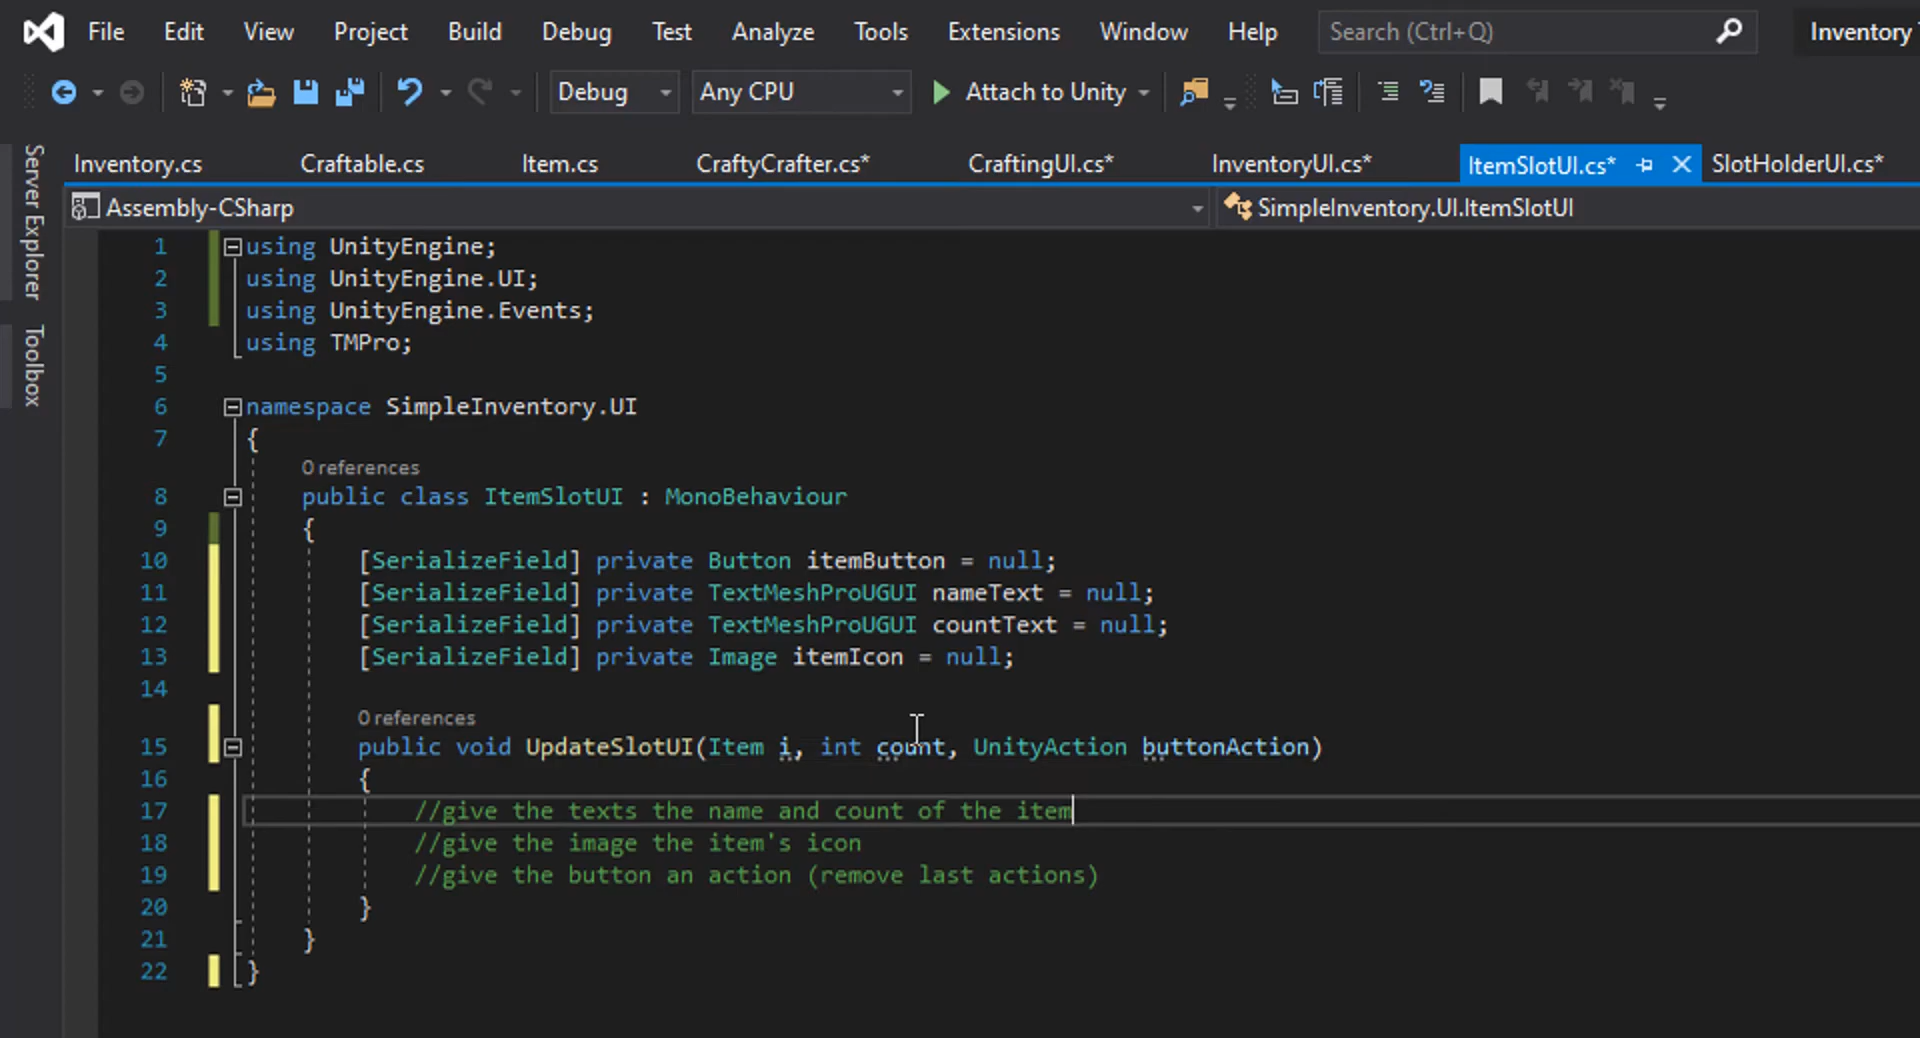 File Edit View Project Build Debug Test Analyze Tools Extensions Window Help Search (Ctrl+Q) Inventory
Debug Any CPU Attach to Unity
Server Explorer
Toolbox
Inventory.cs Craftable.cs Item.cs CraftyCrafter.cs* CraftingUI.cs* InventoryUI.cs* ItemSlotUI.cs* SlotHolderUI.cs*
Assembly-CSharp SimpleInventory.UI.ItemSlotUI
1 using UnityEngine;
2 using UnityEngine.UI;
3 using UnityEngine.Events;
4 using TMPro;
5
6 namespace SimpleInventory.UI
7 {
0 references
8 public class ItemSlotUI : MonoBehaviour
9 {
10 [SerializeField] private Button itemButton = null;
11 [SerializeField] private TextMeshProUGUI nameText = null;
12 [SerializeField] private TextMeshProUGUI countText = null;
13 [SerializeField] private Image itemIcon = null;
14
0 references
15 public void UpdateSlotUI(Item i, int count, UnityAction buttonAction)
16 {
17 //give the texts the name and count of the item
18 //give the image the item's icon
19 //give the button an action (remove last actions)
20 }
21 }
22 }